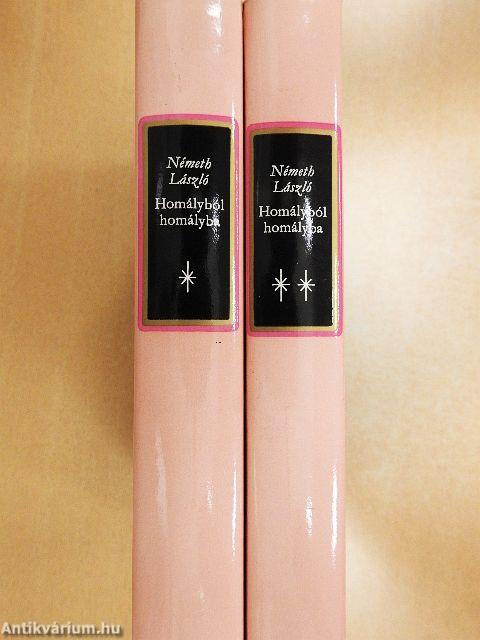 Németh
László
Homályból
homályba
Németh
László
Homályból
homályba
Antikvárium.hu